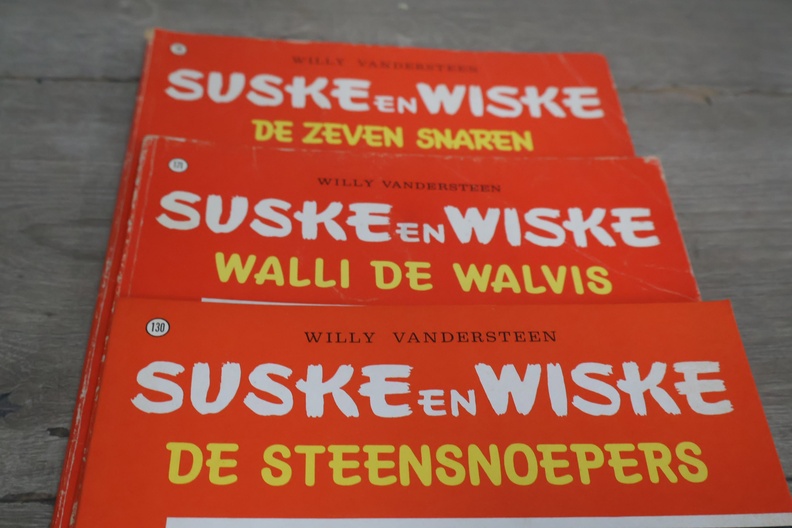 WILLY VANDERSTEEN
SUSKE EN WISKE
DE ZEVEN SNAREN
171
WILLY VANDERSTEEN
SUSKE EN WISKE
WALLI DE WALVIS
130
WILLY VANDERSTEEN
SUSKE EN WISKE
DE STEENSNOEPERS